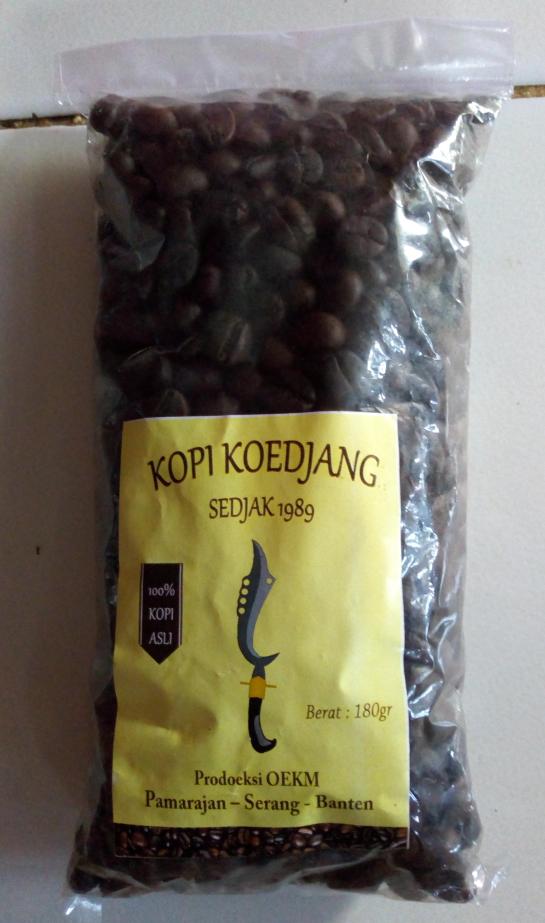 KOPI KOEDJANG
SEDJAK 1989
100%
KOPI
ASLI
Berat : 180gr
Prodoeksi OEKM
Pamarajan – Serang - Banten